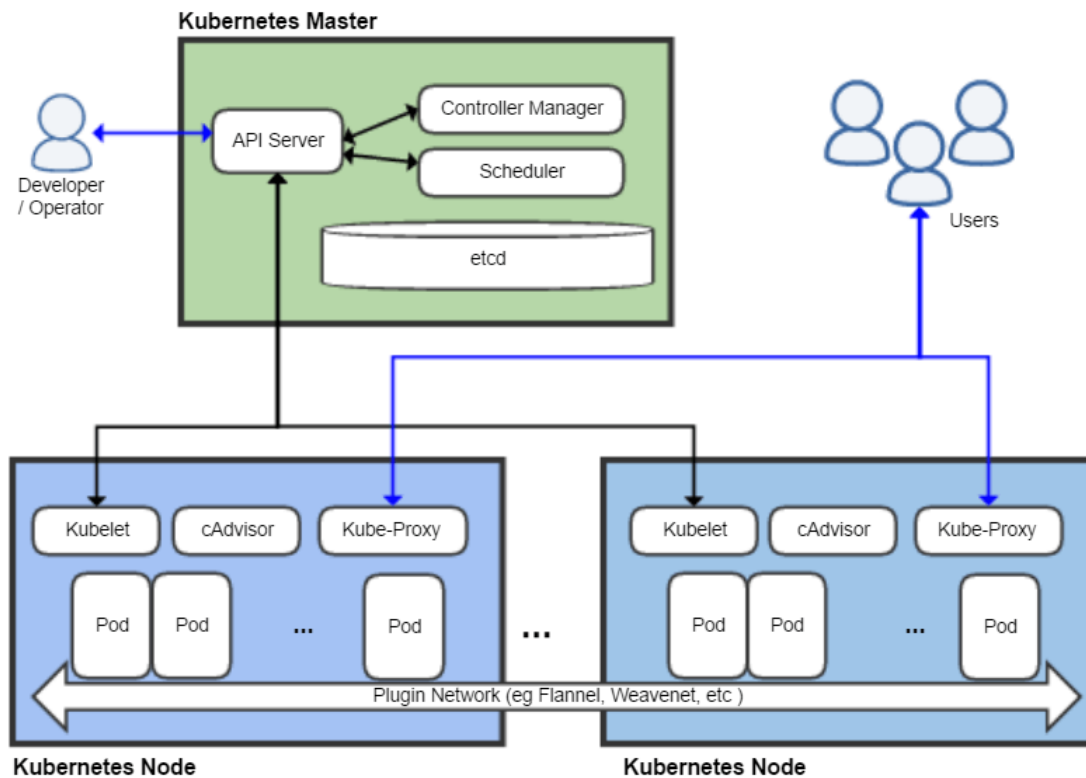 Kubernetes Master
Controller Manager
API Server
Scheduler
etcd
Developer
/ Operator
Users
Kubelet
cAdvisor
Kube-Proxy
Pod
Pod
...
Pod
...
Kubelet
cAdvisor
Kube-Proxy
Pod
Pod
...
Pod
Plugin Network (eg Flannel, Weavenet, etc )
Kubernetes Node
Kubernetes Node